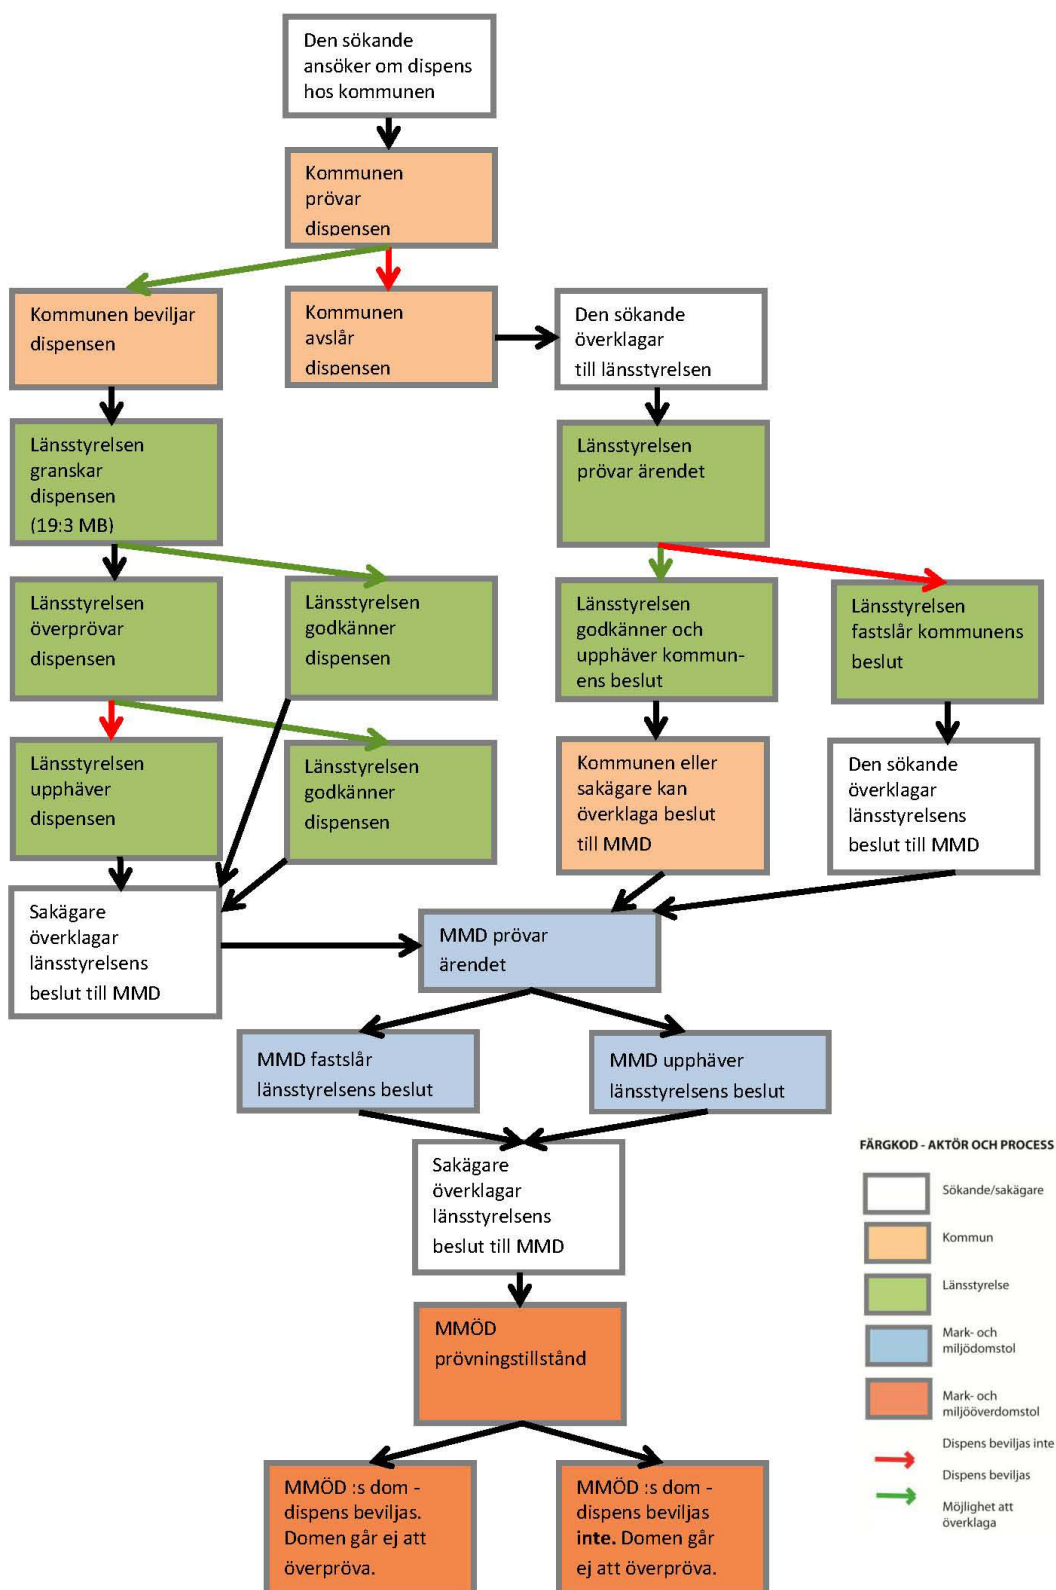 Den sökande
ansöker om dispens
hos kommunen
Kommunen
prövar
dispensen
Kommunen beviljar
dispensen
Kommunen
avslår
dispensen
Den sökande
överklagar
till länsstyrelsen
Länsstyrelsen
granskar
dispensen
(19:3 MB)
Länsstyrelsen
prövar ärendet
Länsstyrelsen
överprövar
dispensen
Länsstyrelsen
godkänner
dispensen
Länsstyrelsen
godkänner och
upphäver kommun-
ens beslut
Länsstyrelsen
fastslår kommunens
beslut
Länsstyrelsen
upphäver
dispensen
Länsstyrelsen
godkänner
dispensen
Kommunen eller
sakägare kan
överklaga beslut
till MMD
Den sökande
överklagar
länsstyrelsens
beslut till MMD
Sakägare
överklagar
länsstyrelsens
beslut till MMD
MMD prövar
ärendet
MMD fastslår
länsstyrelsens beslut
MMD upphäver
länsstyrelsens beslut
Sakägare
överklagar
länsstyrelsens
beslut till MMD
MMÖD
prövningstillstånd
MMÖD :s dom -
dispens beviljas.
Domen går ej att
överpröva.
MMÖD :s dom -
dispens beviljas
inte. Domen går
ej att överpröva.
FÄRGKOD - AKTÖR OCH PROCESS
Sökande/sakägare
Kommun
Länsstyrelse
Mark- och
miljödomstol
Mark- och
miljööverdomstol
Dispens beviljas inte
Dispens beviljas
Möjlighet att
överklaga